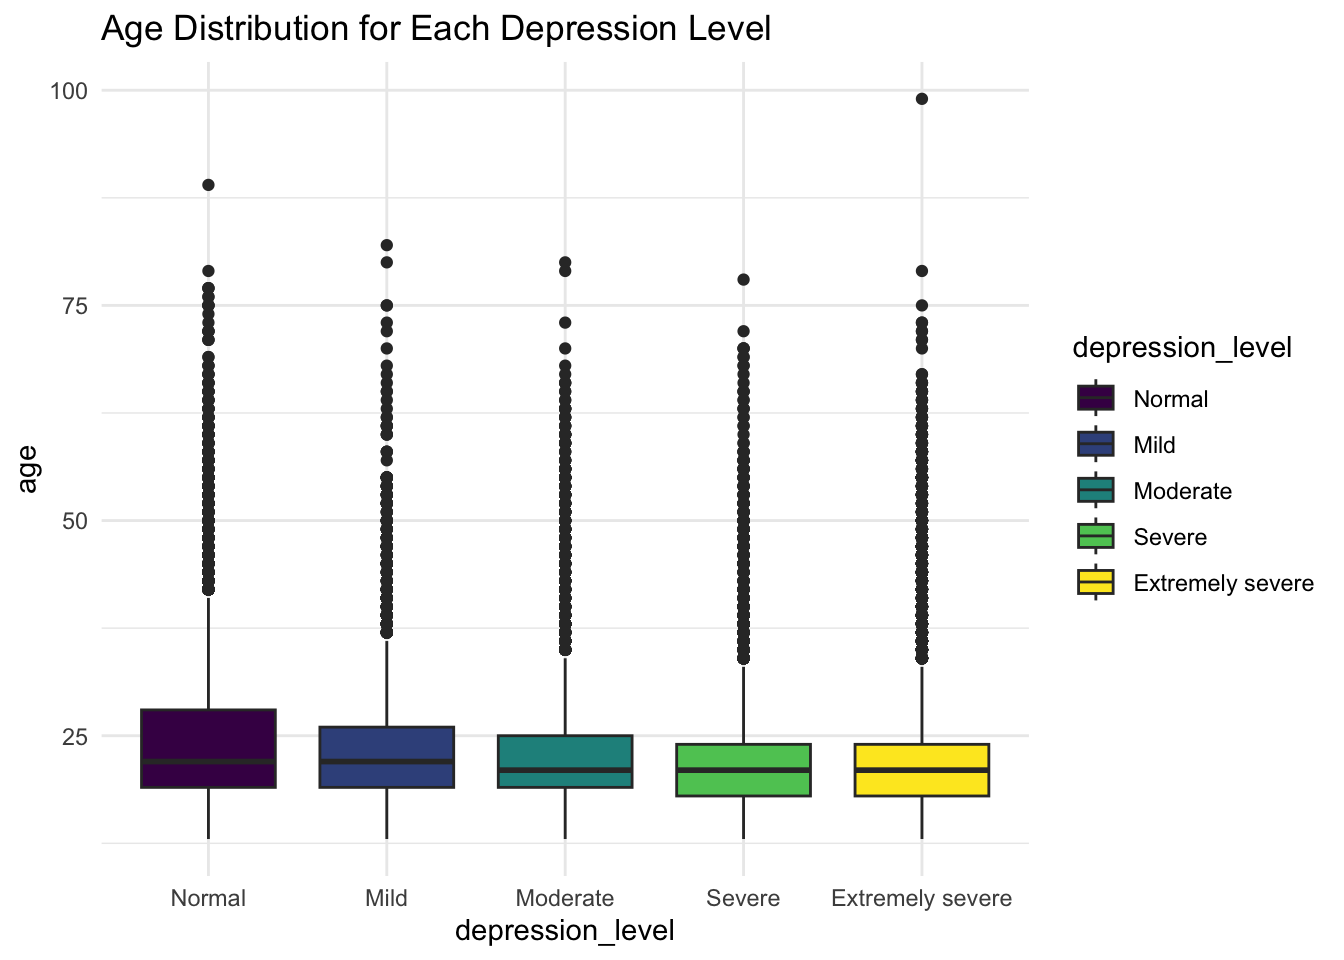 Age Distribution for Each Depression Level
100
75
50
25
age
Normal Mild Moderate Severe Extremely severe
depression_level
depression_level
Normal
Mild
Moderate
Severe
Extremely severe